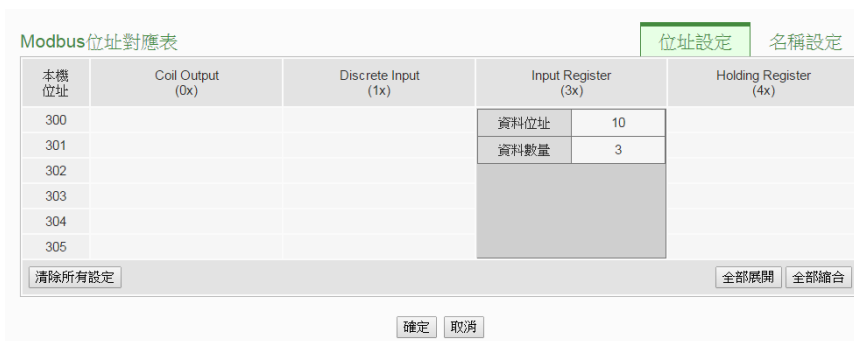 Modbus位址對應表
位址設定 名稱設定
本機位址 Coil Output (0x) Discrete Input (1x) Input Register (3x) Holding Register (4x)
300 資料位址 10
301 資料數量 3
302
303
304
305
清除所有設定 全部展開 全部縮合
確定 取消